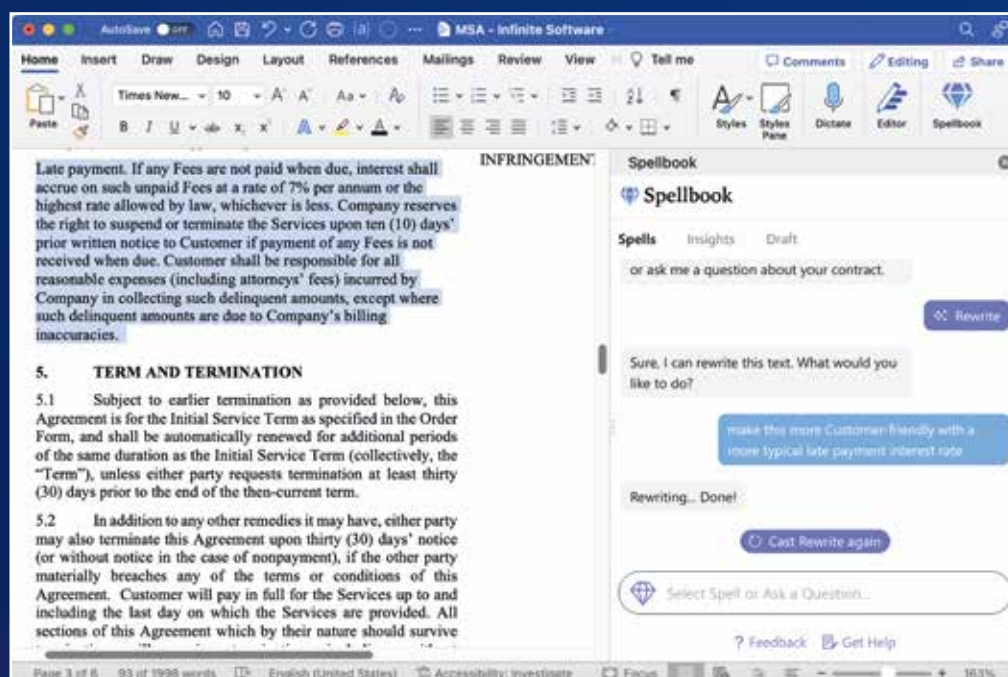 AutoSave OFF MSA – Infinite Software
Home Insert Draw Design Layout References Mailings Review View Tell me Comments Editing Share
Paste Times New... 10 A A Aa A Styles Styles Pane Dictate Editor Spellbook
B I U ab x x A A
INFRINGEMENT
Late payment. If any Fees are not paid when due, interest shall
accrue on such unpaid Fees at a rate of 7% per annum or the
highest rate allowed by law, whichever is less. Company reserves
the right to suspend or terminate the Services upon ten (10) days’
prior written notice to Customer if payment of any Fees is not
received when due. Customer shall be responsible for all
reasonable expenses (including attorneys’ fees) incurred by
Company in collecting such delinquent amounts, except where
such delinquent amounts are due to Company’s billing
inaccuracies.
5. TERM AND TERMINATION
5.1 Subject to earlier termination as provided below, this
Agreement is for the Initial Service Term as specified in the Order
Form, and shall be automatically renewed for additional periods
of the same duration as the Initial Service Term (collectively, the
“Term”), unless either party requests termination at least thirty
(30) days prior to the end of the then-current term.
5.2 In addition to any other remedies it may have, either party
may also terminate this Agreement upon thirty (30) days’ notice
(or without notice in the case of nonpayment), if the other party
materially breaches any of the terms or conditions of this
Agreement. Customer will pay in full for the Services up to and
including the last day on which the Services are provided. All
sections of this Agreement which by their nature should survive
Spellbook
Spellbook
Spells Insights Draft
or ask me a question about your contract.
Rewrite
Sure, I can rewrite this text. What would you
like to do?
make this more Customer-friendly with a
more typical late payment interest rate
Rewriting... Done!
Cast Rewrite again
Select Spell or Ask a Question...
? Feedback Get Help
Page 3 of 6 93 of 1998 words English (United States) Accessibility: Investigate Focus 163%